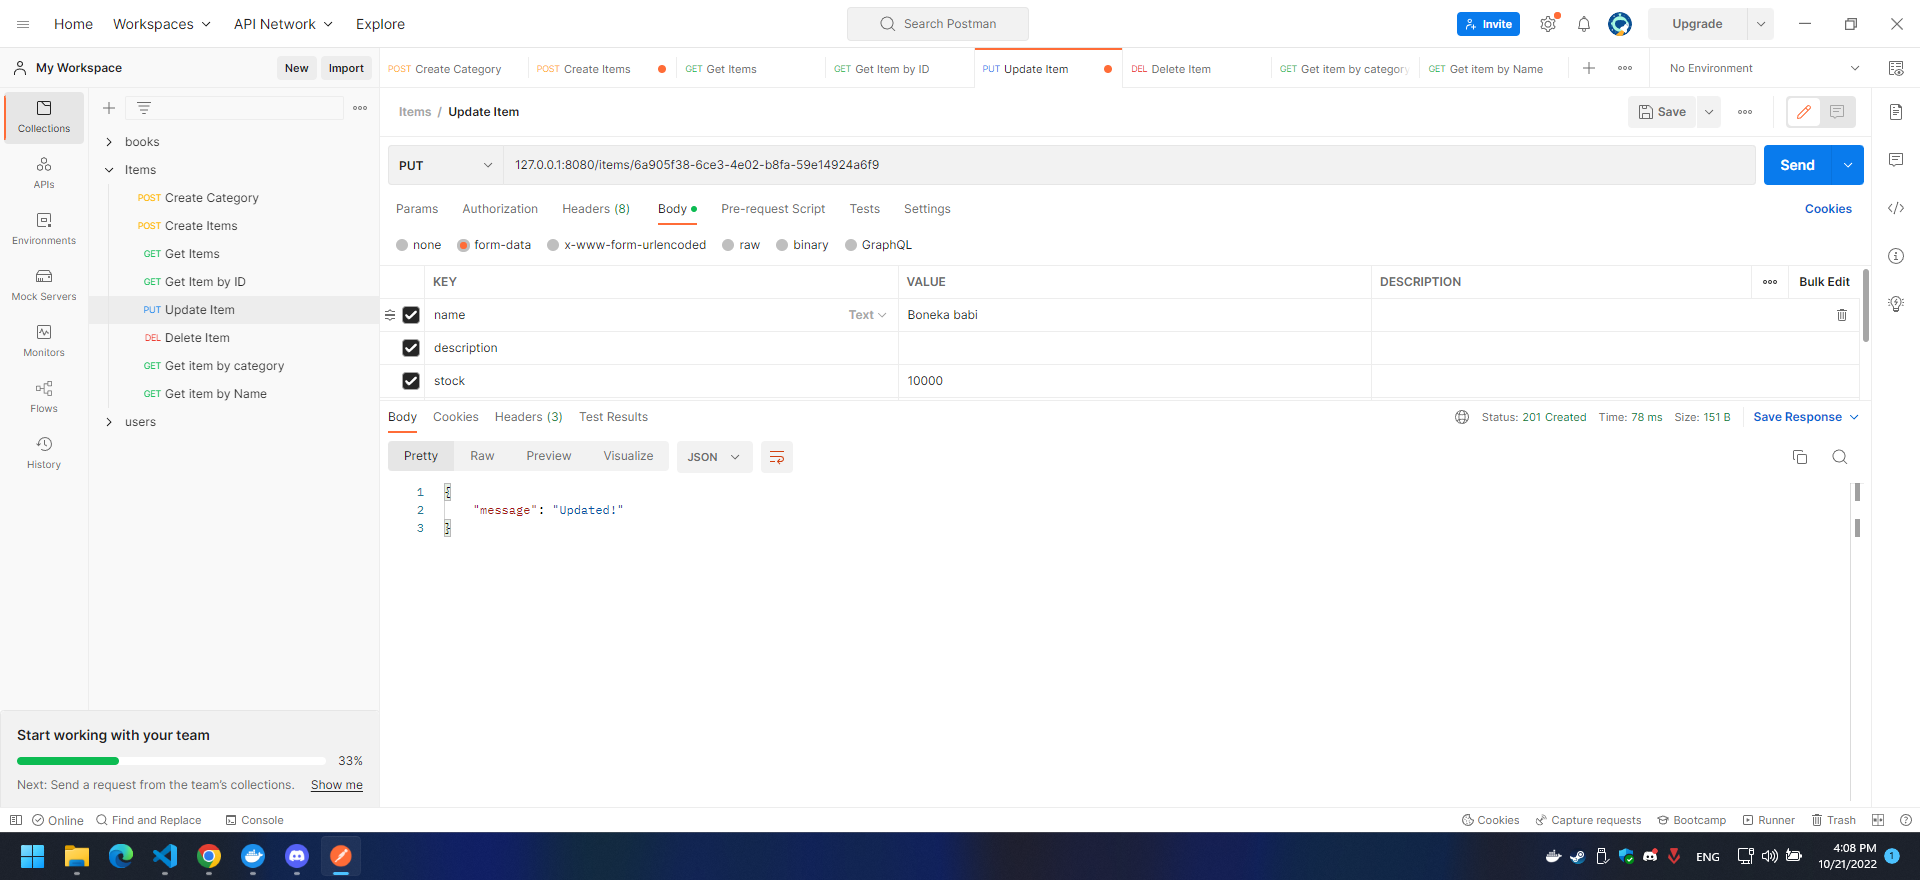 Home Workspaces API Network Explore Search Postman Invite Upgrade
My Workspace New Import
POST Create Category POST Create Items GET Get Items GET Get Item by ID PUT Update Item DEL Delete Item GET Get item by category GET Get item by Name No Environment
Collections
APIs
Environments
Mock Servers
Monitors
Flows
History
books
Items
POST Create Category
POST Create Items
GET Get Items
GET Get Item by ID
PUT Update Item
DEL Delete Item
GET Get item by category
GET Get item by Name
users
Items / Update Item Save
PUT 127.0.0.1:8080/items/6a905f38-6ce3-4e02-b8fa-59e14924a6f9 Send
Params Authorization Headers (8) Body Pre-request Script Tests Settings Cookies
none form-data x-www-form-urlencoded raw binary GraphQL
KEY VALUE DESCRIPTION Bulk Edit
name Text Boneka babi
description
stock 10000
Body Cookies Headers (3) Test Results Status: 201 Created Time: 78 ms Size: 151 B Save Response
Pretty Raw Preview Visualize JSON
1 {
2 "message": "Updated!"
3 }
Start working with your team
33%
Next: Send a request from the team's collections. Show me
Online Find and Replace Console Cookies Capture requests Bootcamp Runner Trash
ENG 4:08 PM
10/21/2022 1